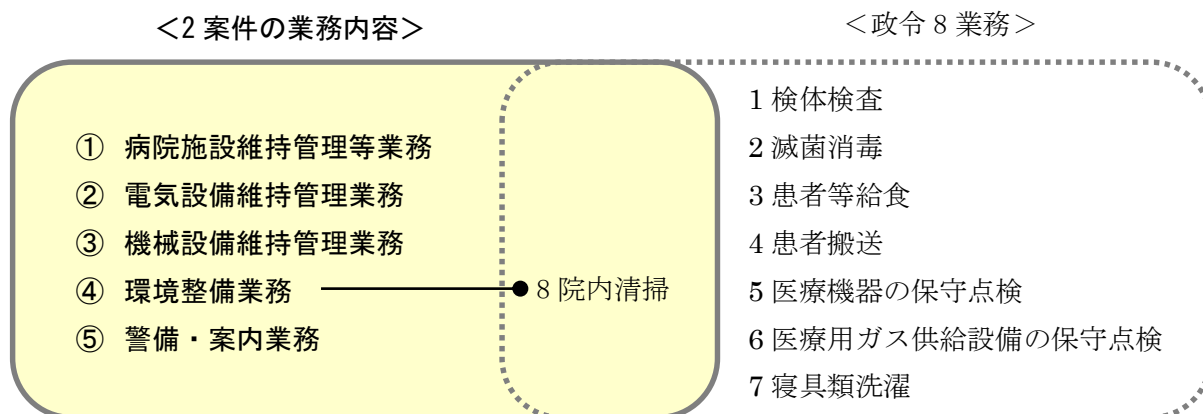 <2 案件の業務内容>
① 病院施設維持管理等業務
② 電気設備維持管理業務
③ 機械設備維持管理業務
④ 環境整備業務
⑤ 警備・案内業務
8 院内清掃
<政令 8 業務>
1 検体検査
2 滅菌消毒
3 患者等給食
4 患者搬送
5 医療機器の保守点検
6 医療用ガス供給設備の保守点検
7 寝具類洗濯